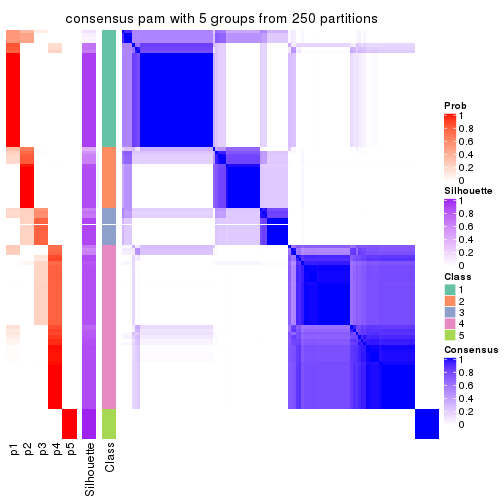 consensus pam with 5 groups from 250 partitions
Prob
1
0.8
0.6
0.4
0.2
0
Silhouette
1
0.8
0.6
0.4
0.2
0
Class
1
2
3
4
5
Consensus
1
0.8
0.6
0.4
0.2
0
p1
p2
p3
p4
p5
Silhouette
Class